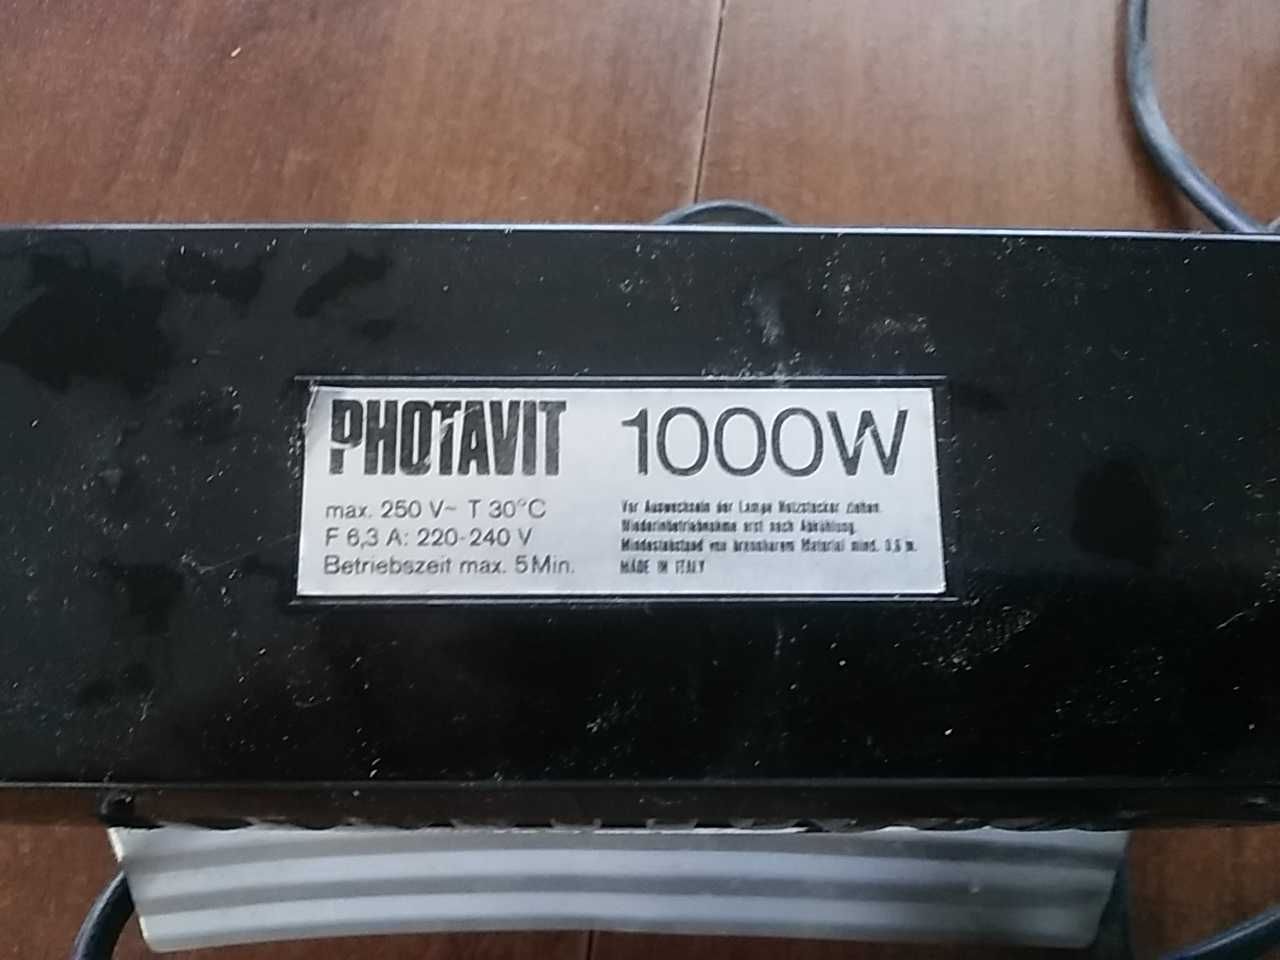 PHOTAVIT 1000W
max. 250 V~ T 30°C
F 6,3 A: 220-240 V
Betriebszeit max. 5 Min.
Vor Auswechseln der Lampe Netzstecker ziehen.
Wiederinbetriebnahme erst nach Abkühlung.
Mindestabstand von brennbarem Material mind. 0,6 m.
MADE IN ITALY